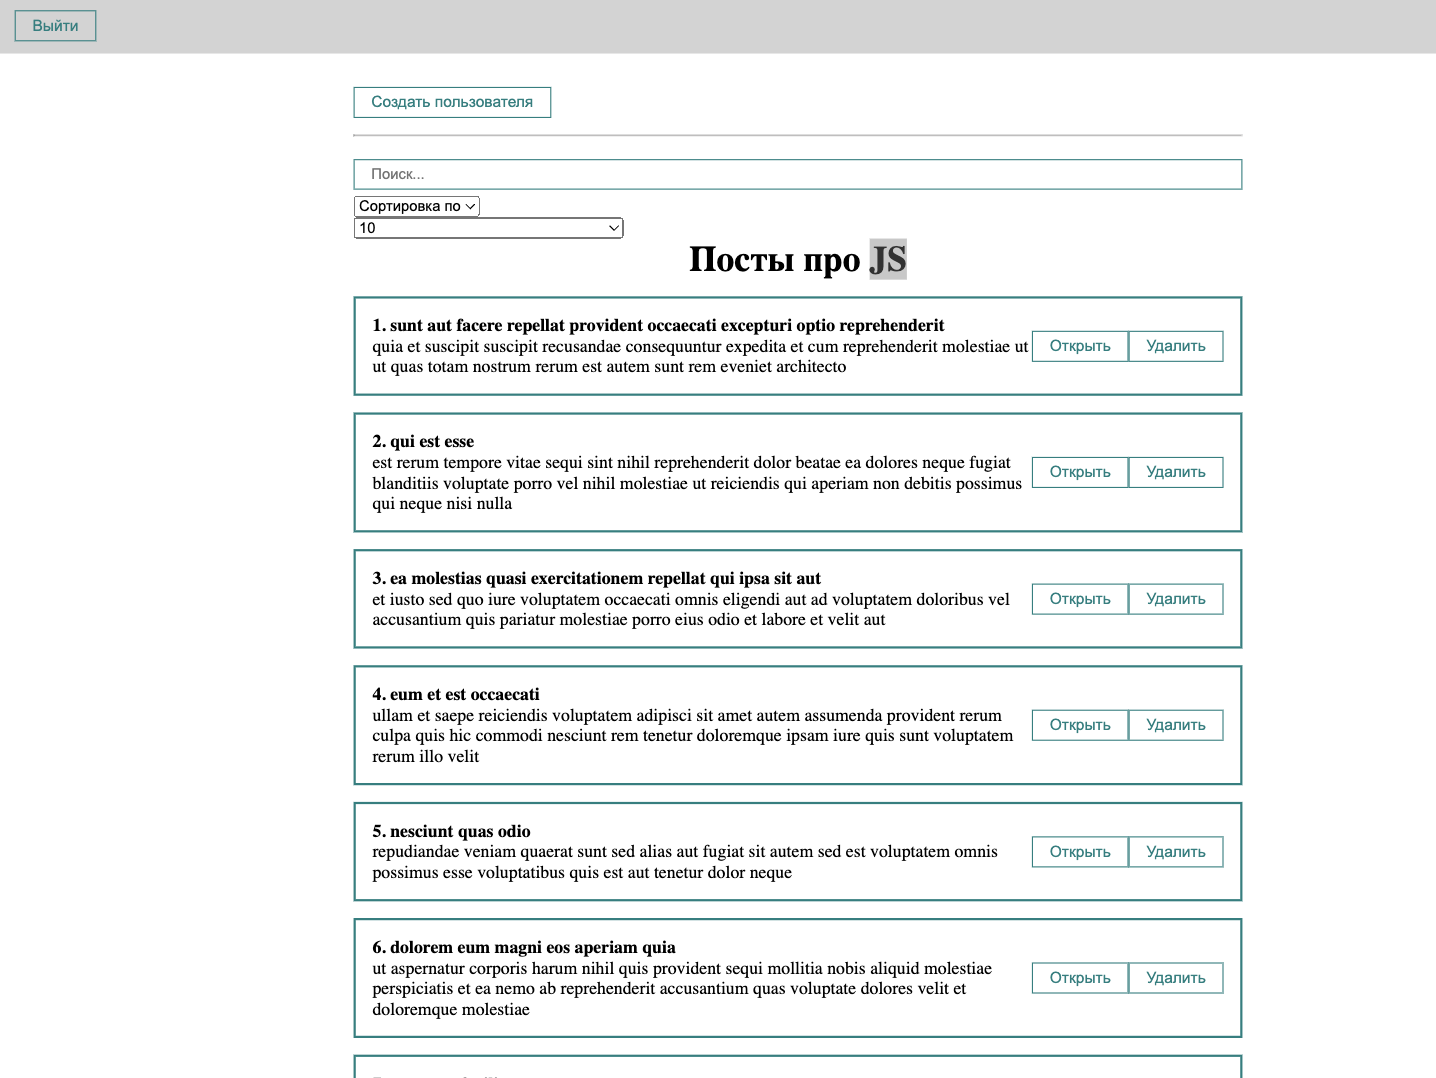 Выйти
Создать пользователя
Поиск...
Сортировка по
10
Посты про JS
1. sunt aut facere repellat provident occaecati excepturi optio reprehenderit
quia et suscipit suscipit recusandae consequuntur expedita et cum reprehenderit molestiae ut
ut quas totam nostrum rerum est autem sunt rem eveniet architecto
Открыть Удалить
2. qui est esse
est rerum tempore vitae sequi sint nihil reprehenderit dolor beatae ea dolores neque fugiat
blanditiis voluptate porro vel nihil molestiae ut reiciendis qui aperiam non debitis possimus
qui neque nisi nulla
Открыть Удалить
3. ea molestias quasi exercitationem repellat qui ipsa sit aut
et iusto sed quo iure voluptatem occaecati omnis eligendi aut ad voluptatem doloribus vel
accusantium quis pariatur molestiae porro eius odio et labore et velit aut
Открыть Удалить
4. eum et est occaecati
ullam et saepe reiciendis voluptatem adipisci sit amet autem assumenda provident rerum
culpa quis hic commodi nesciunt rem tenetur doloremque ipsam iure quis sunt voluptatem
rerum illo velit
Открыть Удалить
5. nesciunt quas odio
repudiandae veniam quaerat sunt sed alias aut fugiat sit autem sed est voluptatem omnis
possimus esse voluptatibus quis est aut tenetur dolor neque
Открыть Удалить
6. dolorem eum magni eos aperiam quia
ut aspernatur corporis harum nihil quis provident sequi mollitia nobis aliquid molestiae
perspiciatis et ea nemo ab reprehenderit accusantium quas voluptate dolores velit et
doloremque molestiae
Открыть Удалить